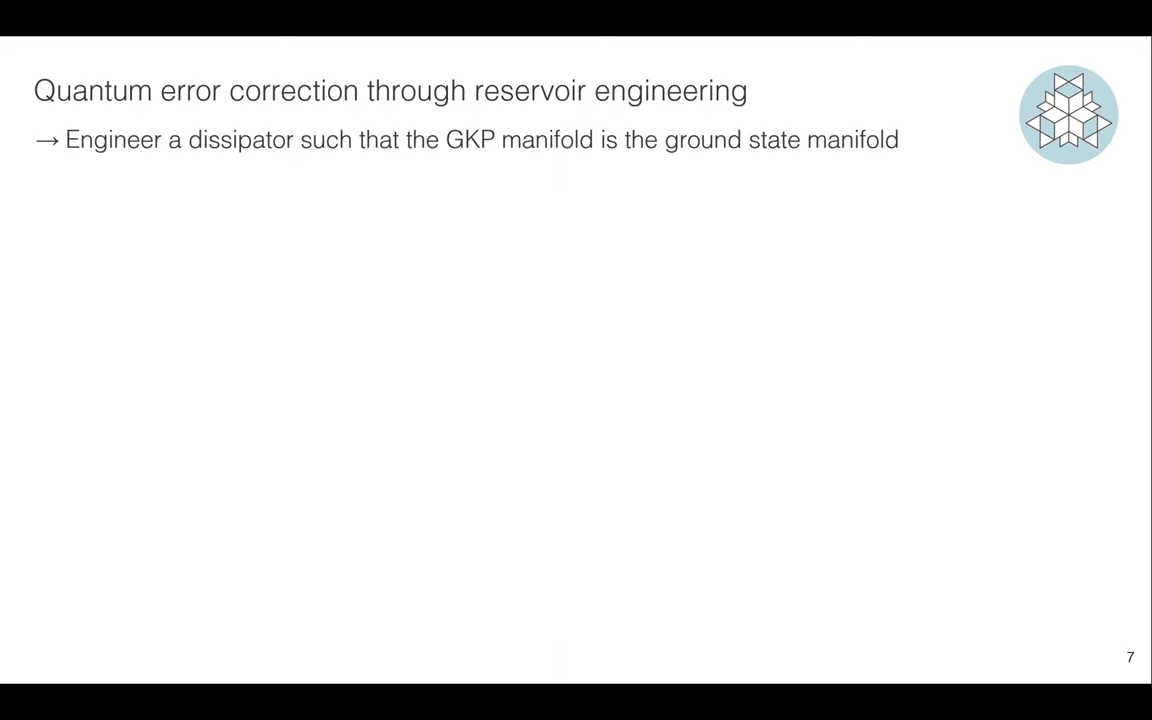 Quantum error correction through reservoir engineering
→ Engineer a dissipator such that the GKP manifold is the ground state manifold
7